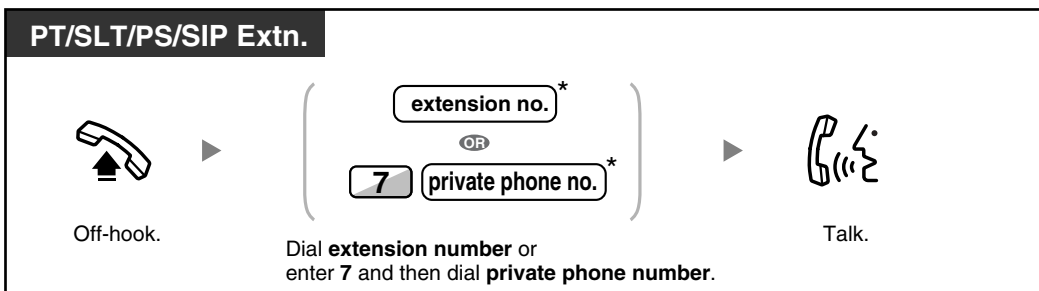 PT/SLT/PS/SIP Extn.
extension no.*
OR
7 private phone no.*
Off-hook.
Dial extension number or
enter 7 and then dial private phone number.
Talk.